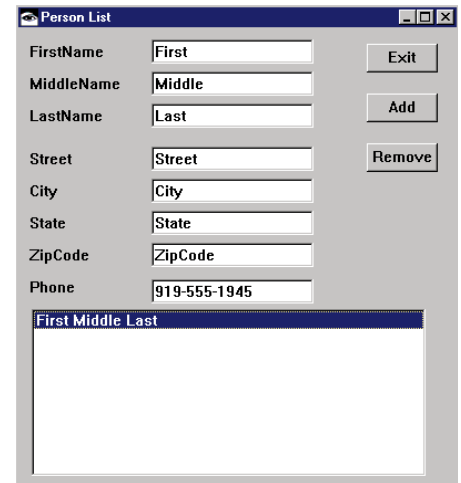 Person List
FirstName First Exit
MiddleName Middle
LastName Last Add
Street Street Remove
City City
State State
ZipCode ZipCode
Phone 919-555-1945
First Middle Last